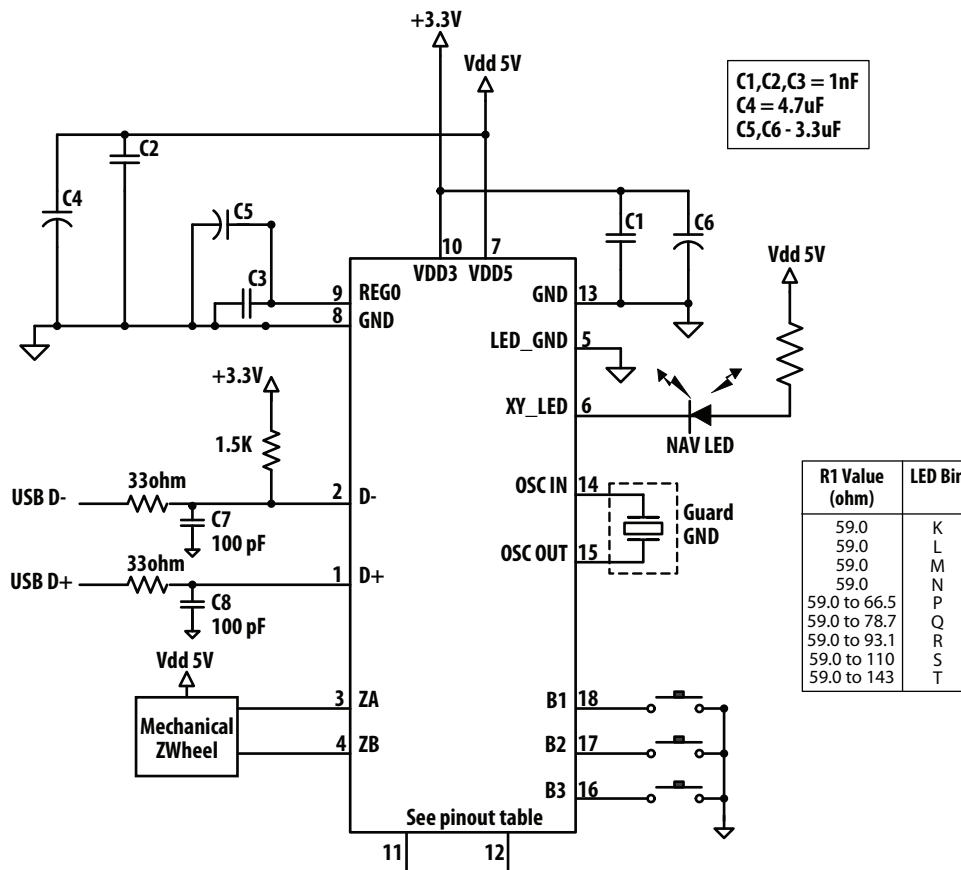 +3.3V
Vdd 5V
C1,C2,C3 = 1nF
C4 = 4.7uF
C5,C6 - 3.3uF
C2
C4
C5
C3
C1
C6
10
7
VDD3
VDD5
Vdd 5V
9
REG0
8
GND
GND
13
LED_GND
5
XY_LED
6
NAV LED
+3.3V
1.5K
33ohm
USB D-
2
D-
C7
100 pF
33ohm
USB D+
1
D+
C8
100 pF
OSC IN
14
OSC OUT
15
Guard
GND
R1 Value
(ohm)
LED Bin
59.0 K
59.0 L
59.0 M
59.0 N
59.0 to 66.5 P
59.0 to 78.7 Q
59.0 to 93.1 R
59.0 to 110 S
59.0 to 143 T
Vdd 5V
Mechanical
ZWheel
3
ZA
4
ZB
B1
18
B2
17
B3
16
See pinout table
11
12